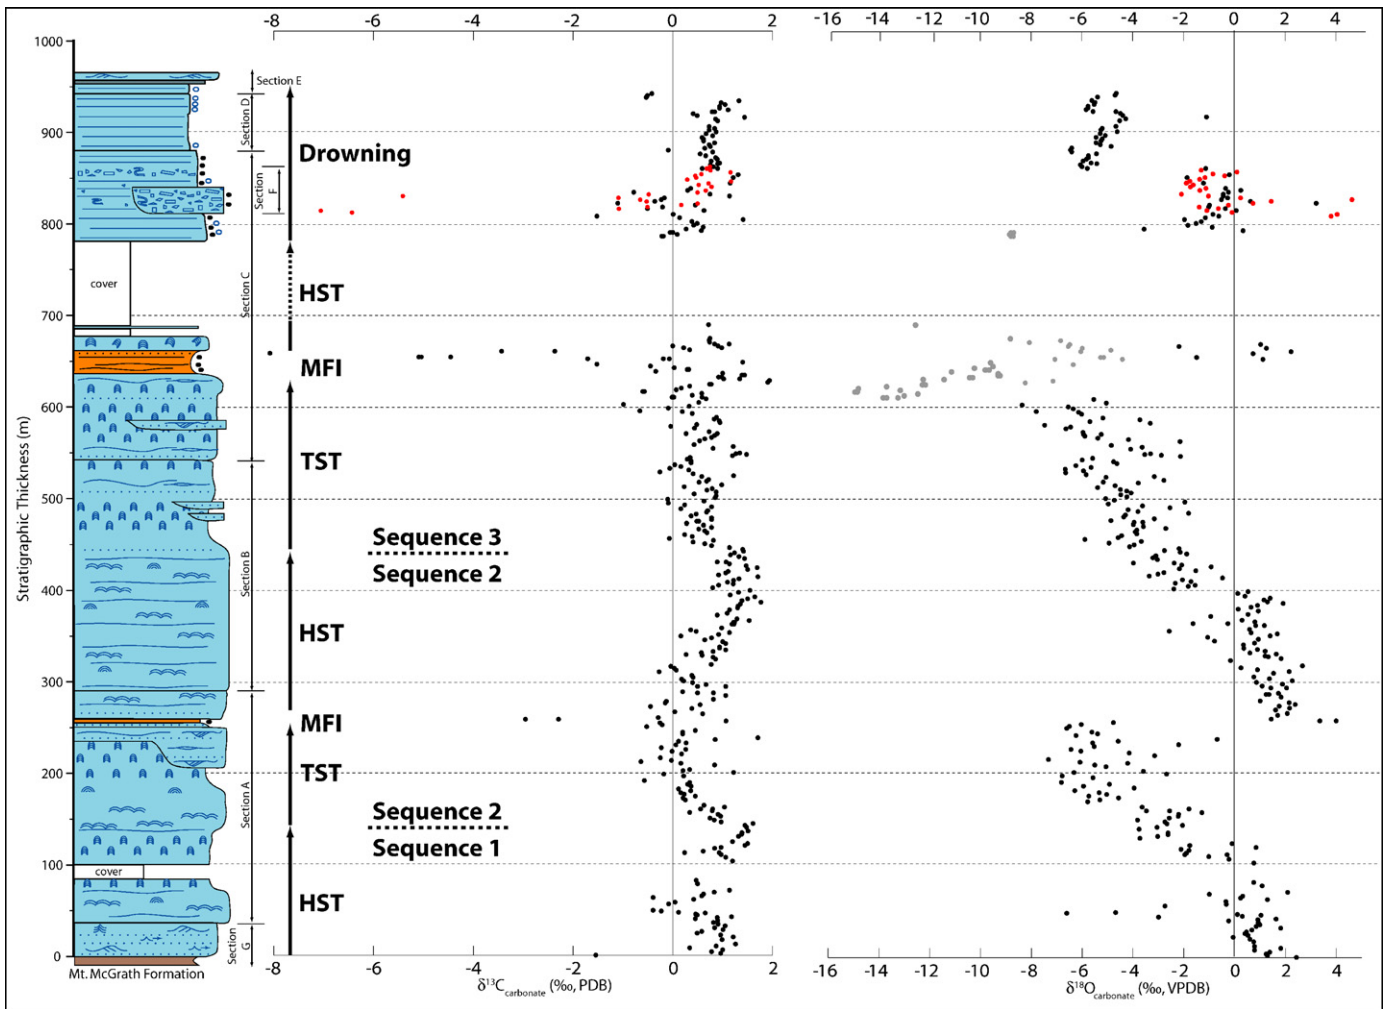 -8 -6 -4 -2 0 2 -16 -14 -12 -10 -8 -6 -4 -2 0 2 4
1000
Section E
Section D
900
Drowning
Section F
800
cover
Section C
HST
700
MFI
600
Stratigraphic Thickness (m)
TST
500
Sequence 3
Sequence 2
Section B
400
HST
300
MFI
200
TST
Section A
Sequence 2
Sequence 1
100
cover
HST
Section G
0
Mt. McGrath Formation
-8 -6 -4 -2 0 2 -16 -14 -12 -10 -8 -6 -4 -2 0 2 4
δ¹³Ccarbonate (‰, PDB) δ¹⁸Ocarbonate (‰, VPDB)